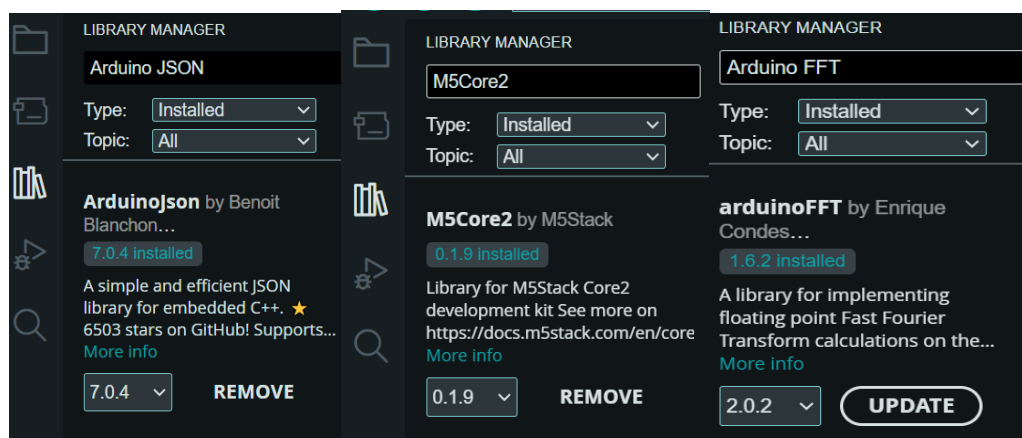 LIBRARY MANAGER
Arduino JSON
Type: Installed
Topic: All
ArduinoJson by Benoit
Blanchon...
7.0.4 installed
A simple and efficient JSON
library for embedded C++. ⭐
6503 stars on GitHub! Supports...
More info
7.0.4 REMOVE
LIBRARY MANAGER
M5Core2
Type: Installed
Topic: All
M5Core2 by M5Stack
0.1.9 installed
Library for M5Stack Core2
development kit See more on
https://docs.m5stack.com/en/core
More info
0.1.9 REMOVE
LIBRARY MANAGER
Arduino FFT
Type: Installed
Topic: All
arduinoFFT by Enrique
Condes...
1.6.2 installed
A library for implementing
floating point Fast Fourier
Transform calculations on the...
More info
2.0.2 UPDATE